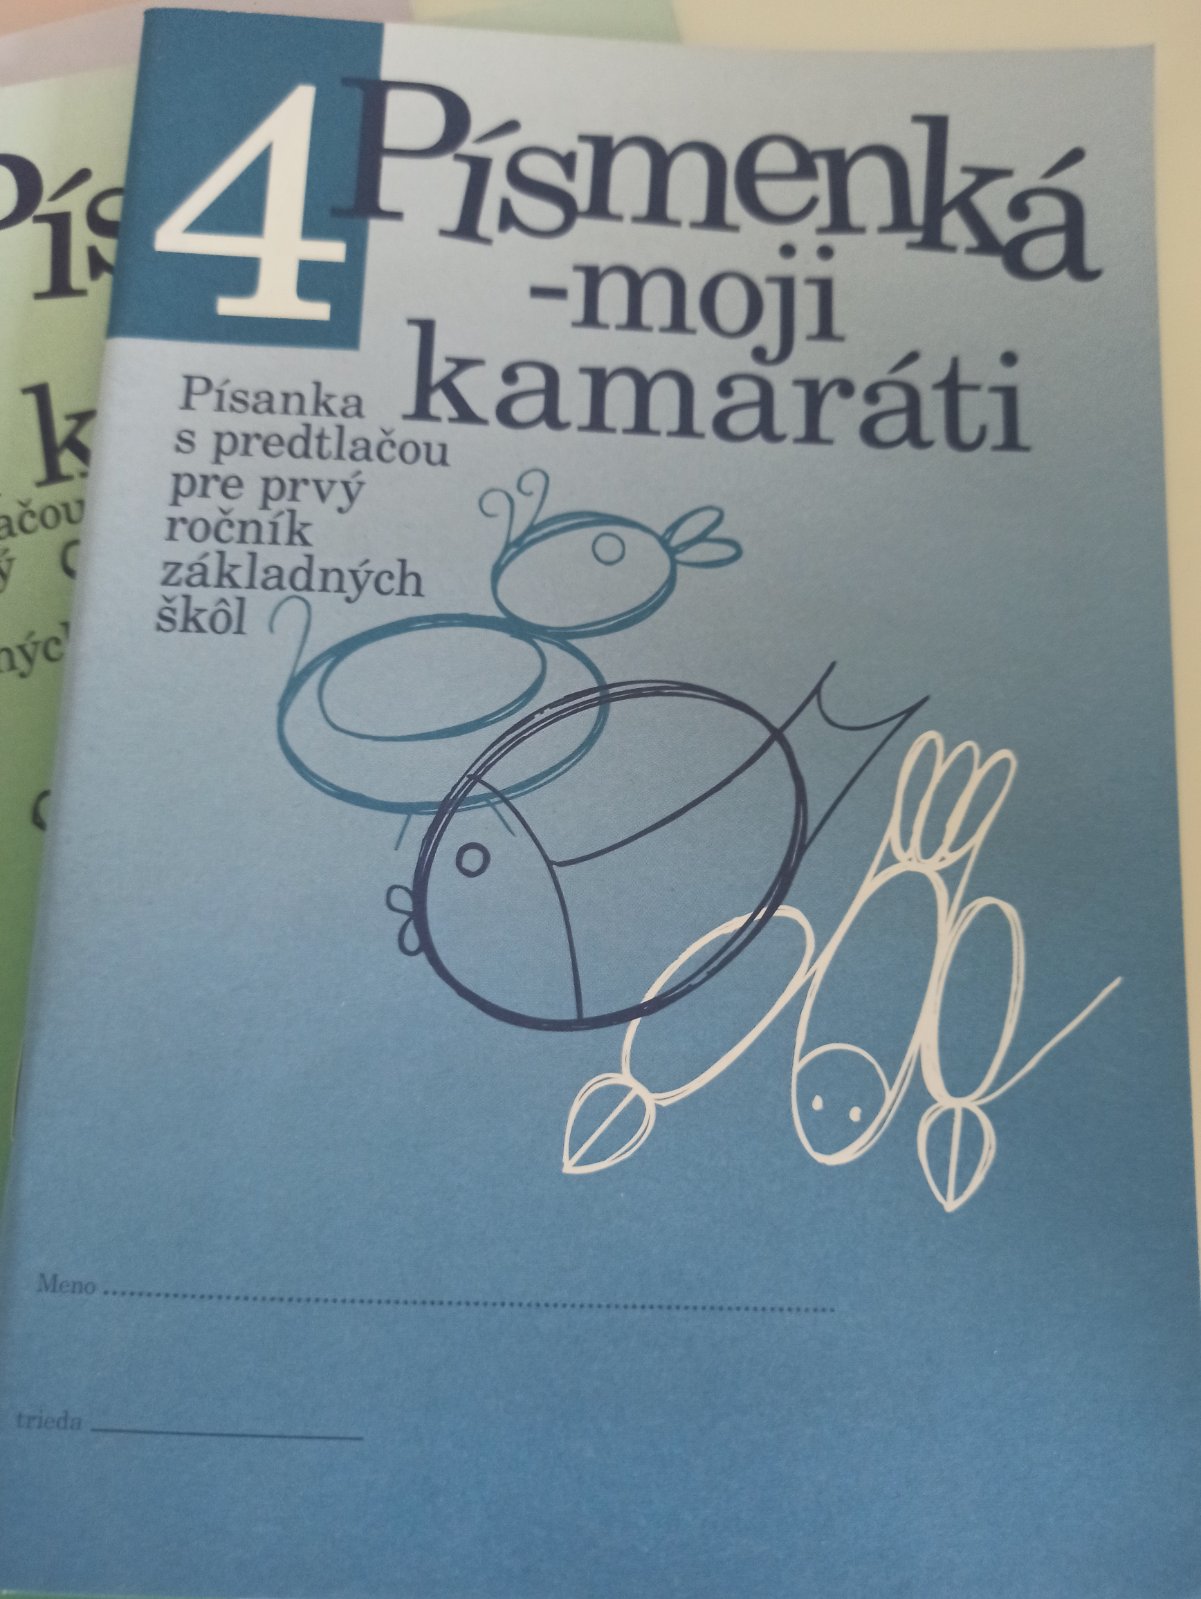 4
Písmenká
-moji
kamaráti
Písanka
s predtlačou
pre prvý
ročník
základných
škôl
Meno
trieda